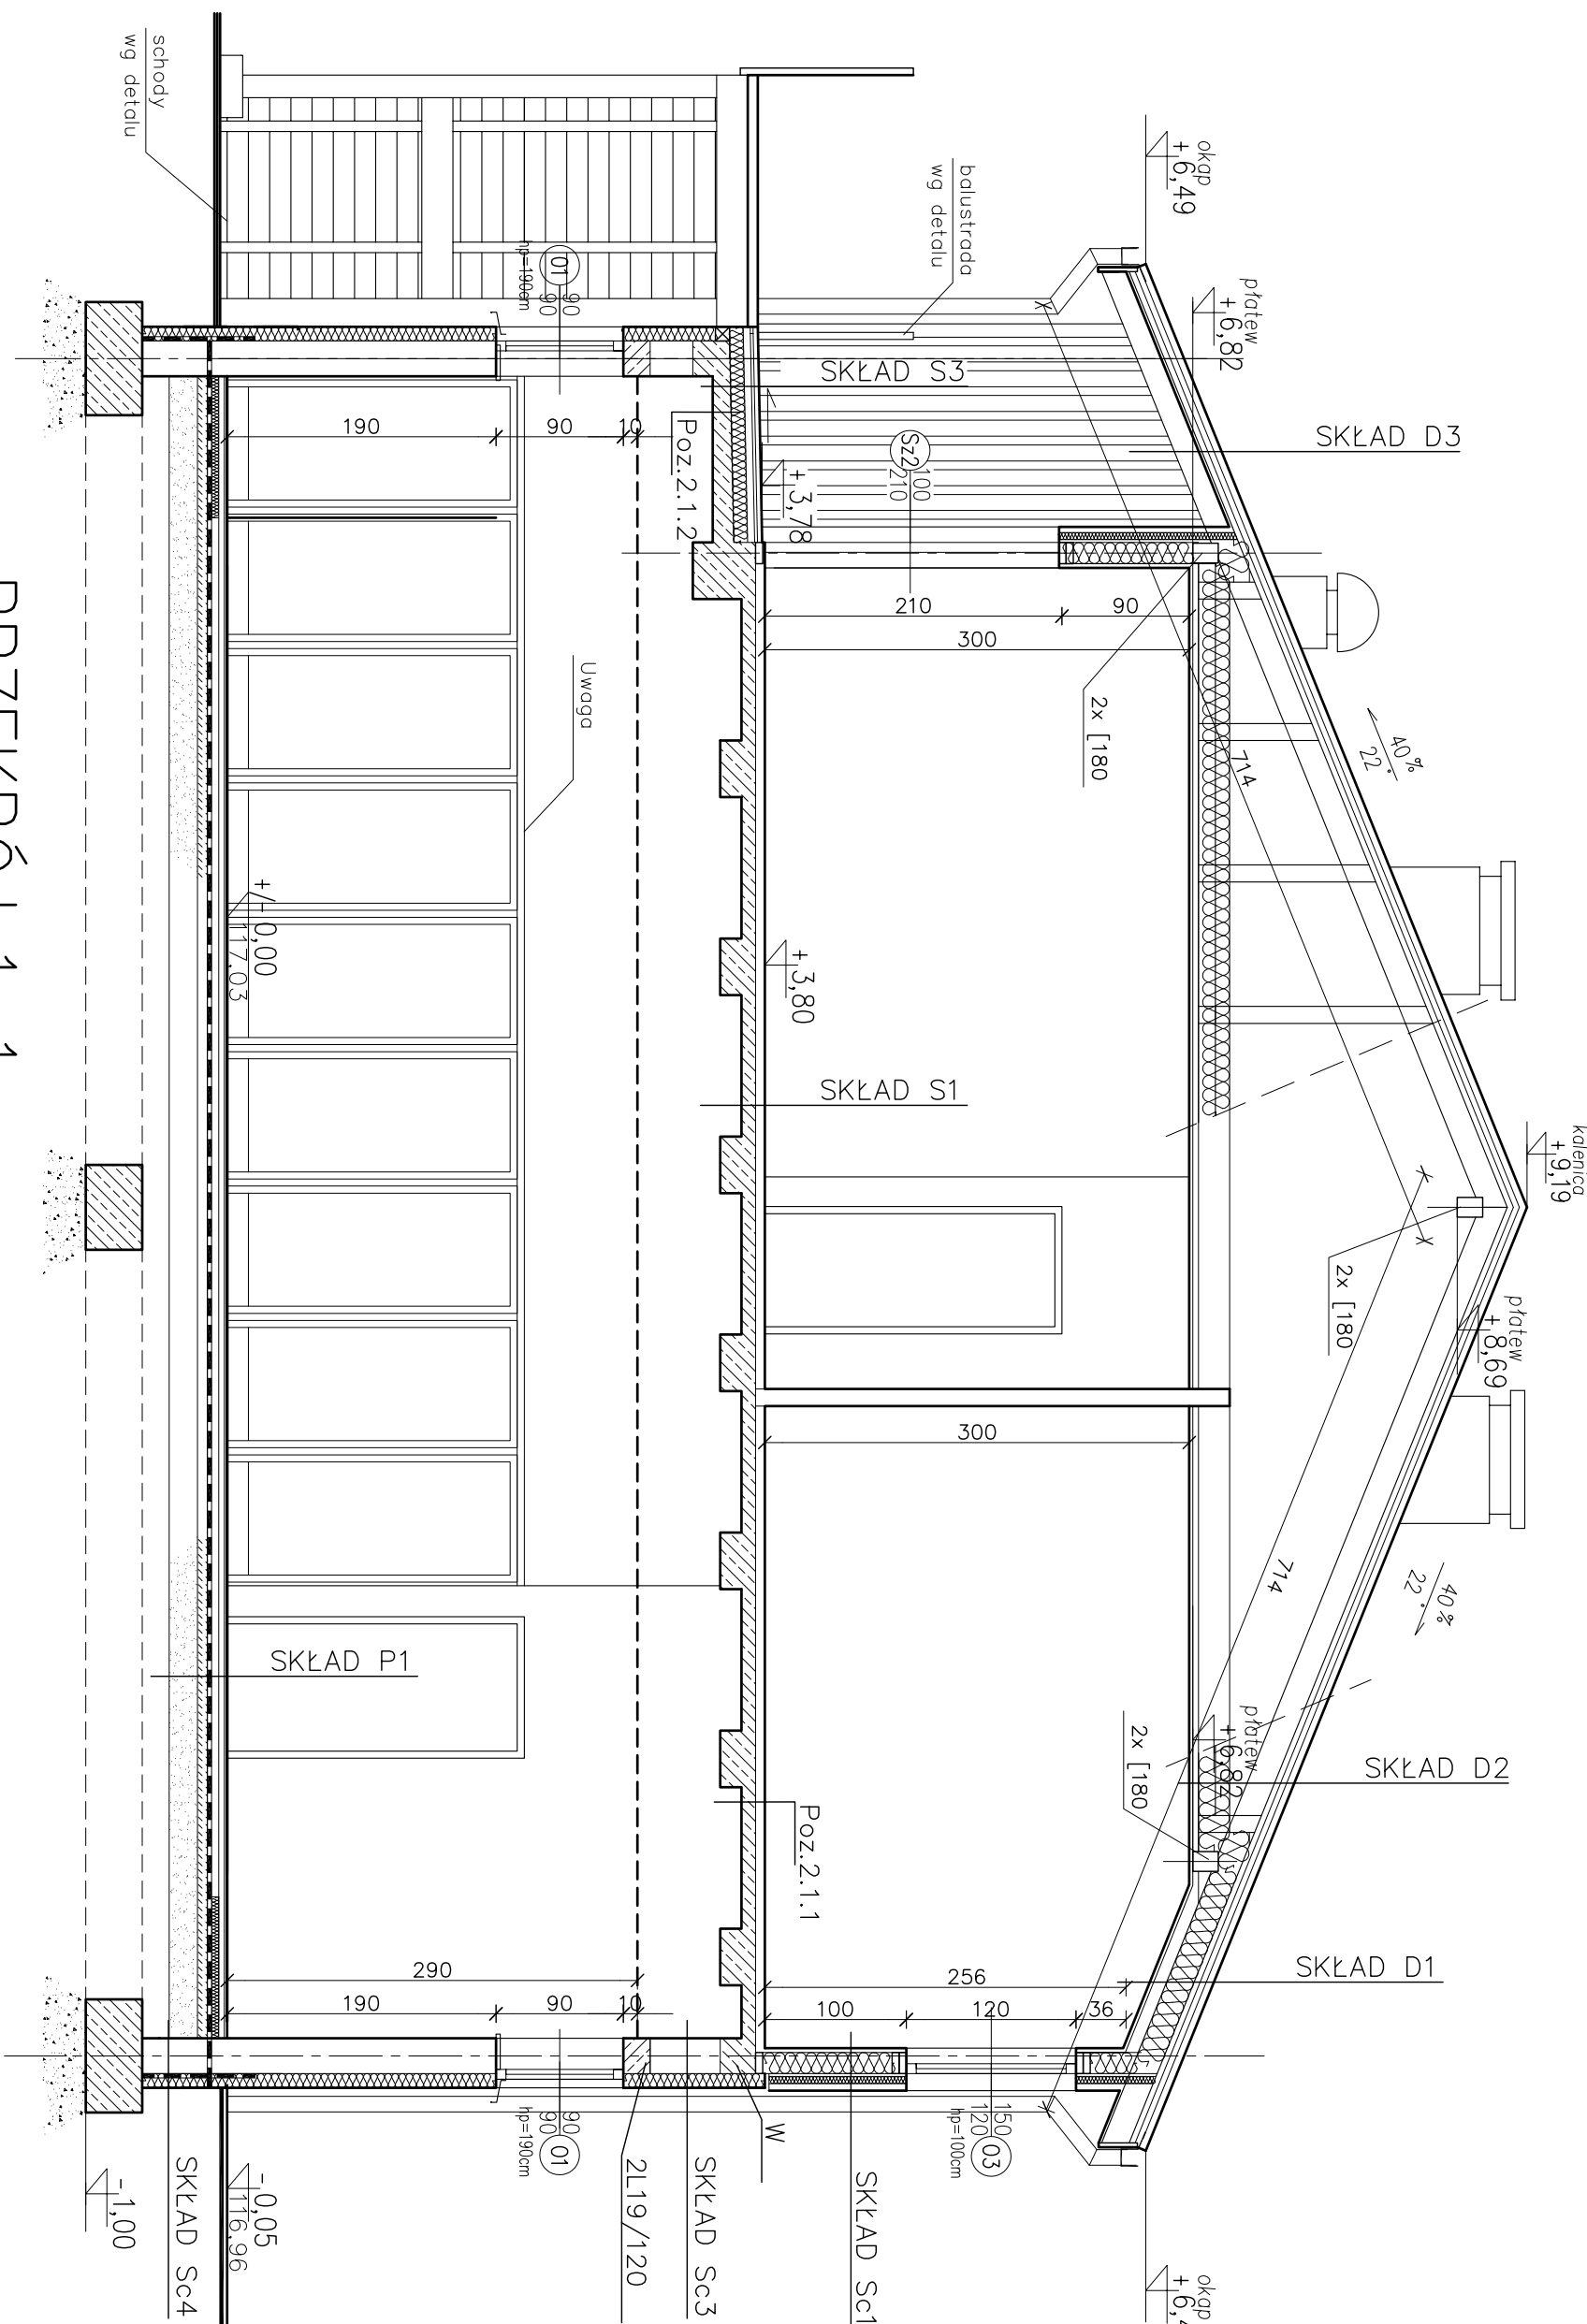 kalenica
+ 9,19
płatew
+ 8,69
2x [180
714
714
40%
22°
40%
22°
okap
+ 6,49
płatew
+ 6,82
SKŁAD D3
2x [180
płatew
+ 6,82
2x [180
SKŁAD D2
SKŁAD D1
okap
balustrada
wg detalu
SKŁAD S3
Sz2
100
210
+ 3,78
210
90
300
+ 3,80
SKŁAD S1
300
256
100
120
36
150
120
03
hp=100cm
SKŁAD Sc1
Poz.2.1.2
Poz.2.1.1
W
SKŁAD Sc3
2L19/120
01
90
90
hp=190cm
190
90
10
Uwaga
290
190
90
10
90
90
01
hp=190cm
schody
wg detalu
+/- 0,00
117,03
SKŁAD P1
- 0,05
116,96
SKŁAD Sc4
- 1,00